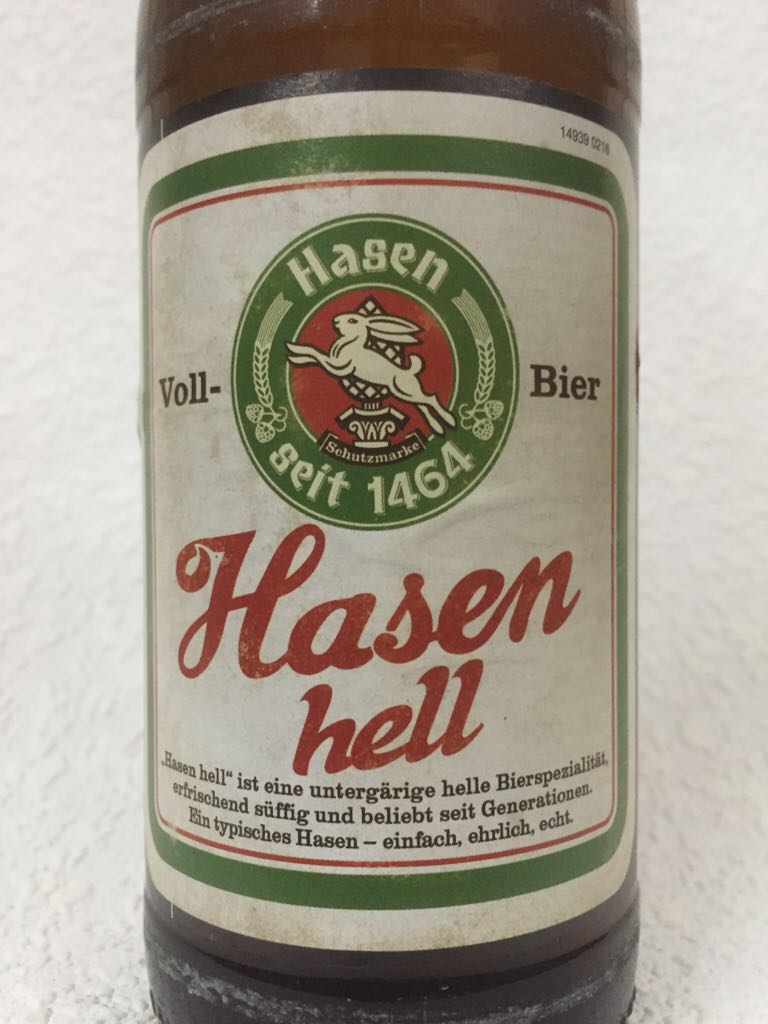 14939 0216
Hasen
Voll-
Bier
Schutzmarke
seit 1464
Hasen
hell
„Hasen hell“ ist eine untergärige helle Bierspezialität,
erfrischend süffig und beliebt seit Generationen.
Ein typisches Hasen – einfach, ehrlich, echt.